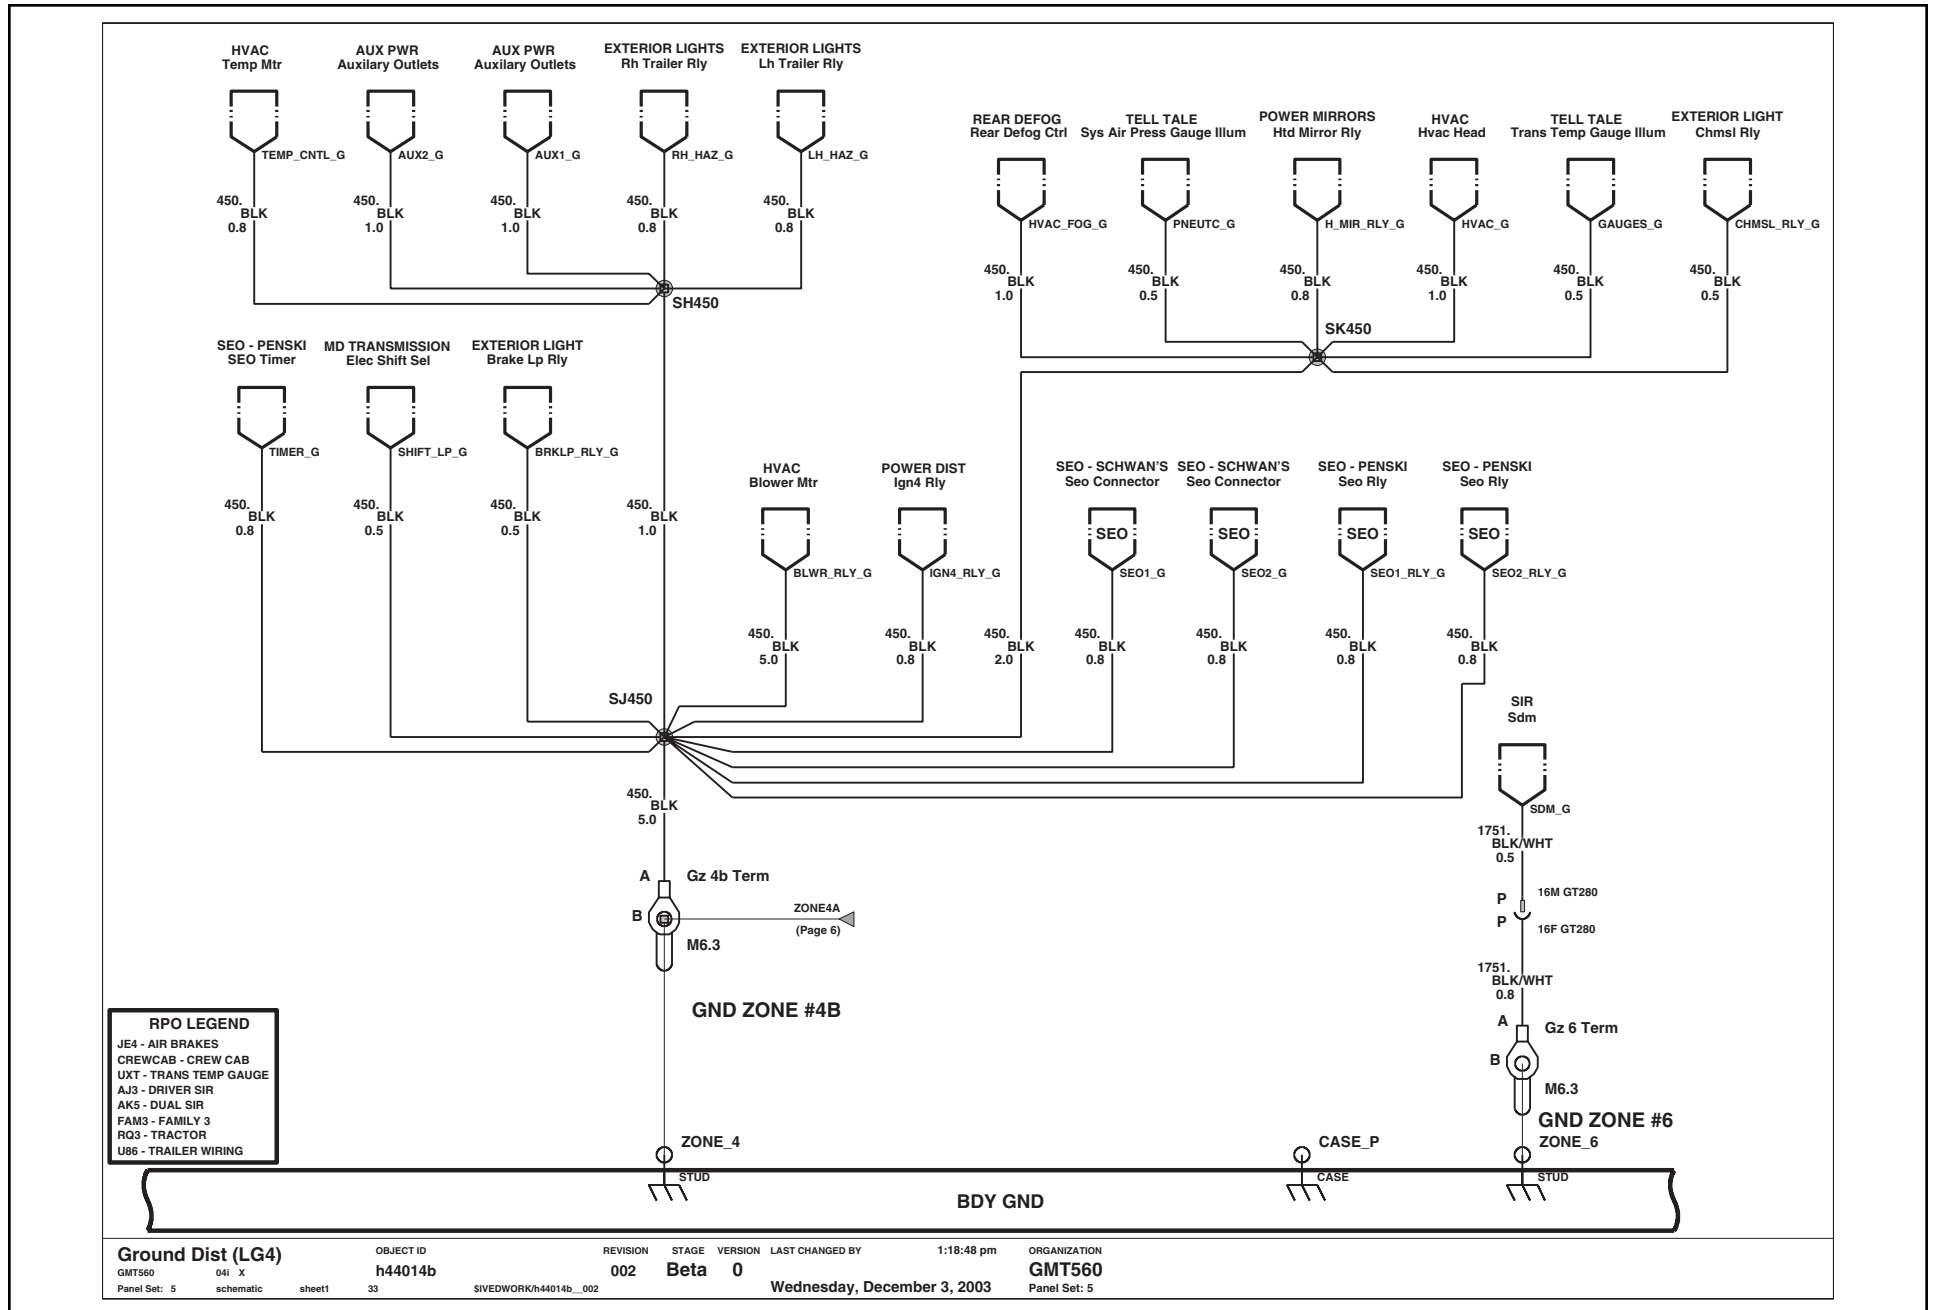 HVAC
Temp Mtr
AUX PWR
Auxilary Outlets
AUX PWR
Auxilary Outlets
EXTERIOR LIGHTS
Rh Trailer Rly
EXTERIOR LIGHTS
Lh Trailer Rly
TEMP_CNTL_G
AUX2_G
AUX1_G
RH_HAZ_G
LH_HAZ_G
450.
BLK
0.8
450.
BLK
1.0
450.
BLK
1.0
450.
BLK
0.8
450.
BLK
0.8
SH450
REAR DEFOG
Rear Defog Ctrl
TELL TALE
Sys Air Press Gauge Illum
POWER MIRRORS
Htd Mirror Rly
HVAC
Hvac Head
TELL TALE
Trans Temp Gauge Illum
EXTERIOR LIGHT
Chmsl Rly
HVAC_FOG_G
PNEUTC_G
H_MIR_RLY_G
HVAC_G
GAUGES_G
CHMSL_RLY_G
450.
BLK
1.0
450.
BLK
0.5
450.
BLK
0.8
450.
BLK
1.0
450.
BLK
0.5
450.
BLK
0.5
SK450
SEO - PENSKI
SEO Timer
MD TRANSMISSION
Elec Shift Sel
EXTERIOR LIGHT
Brake Lp Rly
TIMER_G
SHIFT_LP_G
BRKLP_RLY_G
450.
BLK
0.8
450.
BLK
0.5
450.
BLK
0.5
450.
BLK
1.0
HVAC
Blower Mtr
POWER DIST
Ign4 Rly
SEO - SCHWAN'S
Seo Connector
SEO - SCHWAN'S
Seo Connector
SEO - PENSKI
Seo Rly
SEO - PENSKI
Seo Rly
SEO
SEO
SEO
SEO
BLWR_RLY_G
IGN4_RLY_G
SEO1_G
SEO2_G
SEO1_RLY_G
SEO2_RLY_G
450.
BLK
5.0
450.
BLK
0.8
450.
BLK
2.0
450.
BLK
0.8
450.
BLK
0.8
450.
BLK
0.8
450.
BLK
0.8
SJ450
450.
BLK
5.0
SIR
Sdm
SDM_G
1751.
BLK/WHT
0.5
A
Gz 4b Term
B
M6.3
ZONE4A
(Page 6)
P
16M GT280
P
16F GT280
1751.
BLK/WHT
0.8
GND ZONE #4B
A
Gz 6 Term
B
M6.3
GND ZONE #6
RPO LEGEND
JE4 - AIR BRAKES
CREWCAB - CREW CAB
UXT - TRANS TEMP GAUGE
AJ3 - DRIVER SIR
AK5 - DUAL SIR
FAM3 - FAMILY 3
RQ3 - TRACTOR
U86 - TRAILER WIRING
ZONE_4
STUD
CASE_P
CASE
ZONE_6
STUD
BDY GND
Ground Dist (LG4)
GMT560 04i X
Panel Set: 5 schematic sheet1 33
OBJECT ID
h44014b
$IVEDWORK/h44014b__002
REVISION
002
STAGE
Beta
VERSION
0
LAST CHANGED BY
1:18:48 pm
Wednesday, December 3, 2003
ORGANIZATION
GMT560
Panel Set: 5